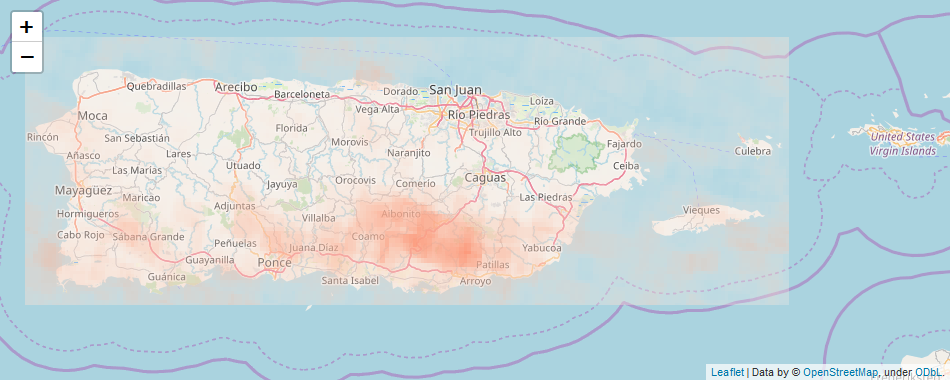 +
−
Quebradillas
Arecibo
Barceloneta
Dorado
San Juan
Loíza
Moca
Vega Alta
Río Piedras
Río Grande
Rincón
San Sebastián
Florida
Morovis
Trujillo Alto
Fajardo
Culebra
United States
Virgin Islands
Añasco
Lares
Naranjito
Utuado
Ceiba
Las Marías
Caguas
Mayagüez
Jayuya
Orocovis
Comerío
Maricao
Las Piedras
Adjuntas
Hormigueros
Villalba
Aibonito
Vieques
Cabo Rojo
Sábana Grande
Peñuelas
Coamo
Juana Díaz
Yabucoa
Guayanilla
Ponce
Patillas
Guánica
Santa Isabel
Arroyo
Leaflet | Data by © OpenStreetMap, under ODbL.